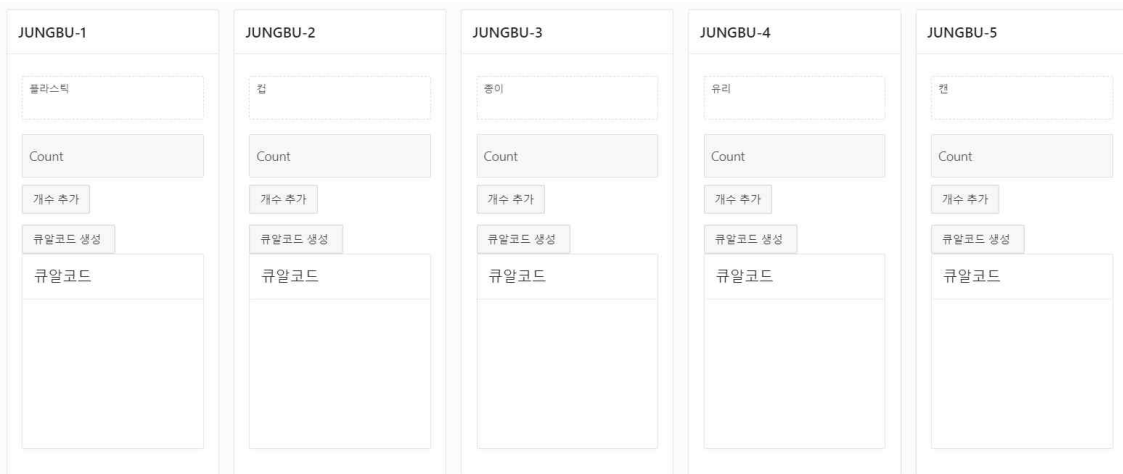 JUNGBU-1
플라스틱
Count
개수 추가
큐알코드 생성
큐알코드
JUNGBU-2
컵
Count
개수 추가
큐알코드 생성
큐알코드
JUNGBU-3
종이
Count
개수 추가
큐알코드 생성
큐알코드
JUNGBU-4
유리
Count
개수 추가
큐알코드 생성
큐알코드
JUNGBU-5
캔
Count
개수 추가
큐알코드 생성
큐알코드